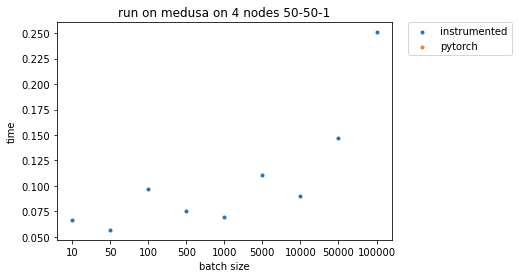 run on medusa on 4 nodes 50-50-1
instrumented
pytorch
time
0.250
0.225
0.200
0.175
0.150
0.125
0.100
0.075
0.050
10 50 100 500 1000 5000 10000 50000 100000
batch size